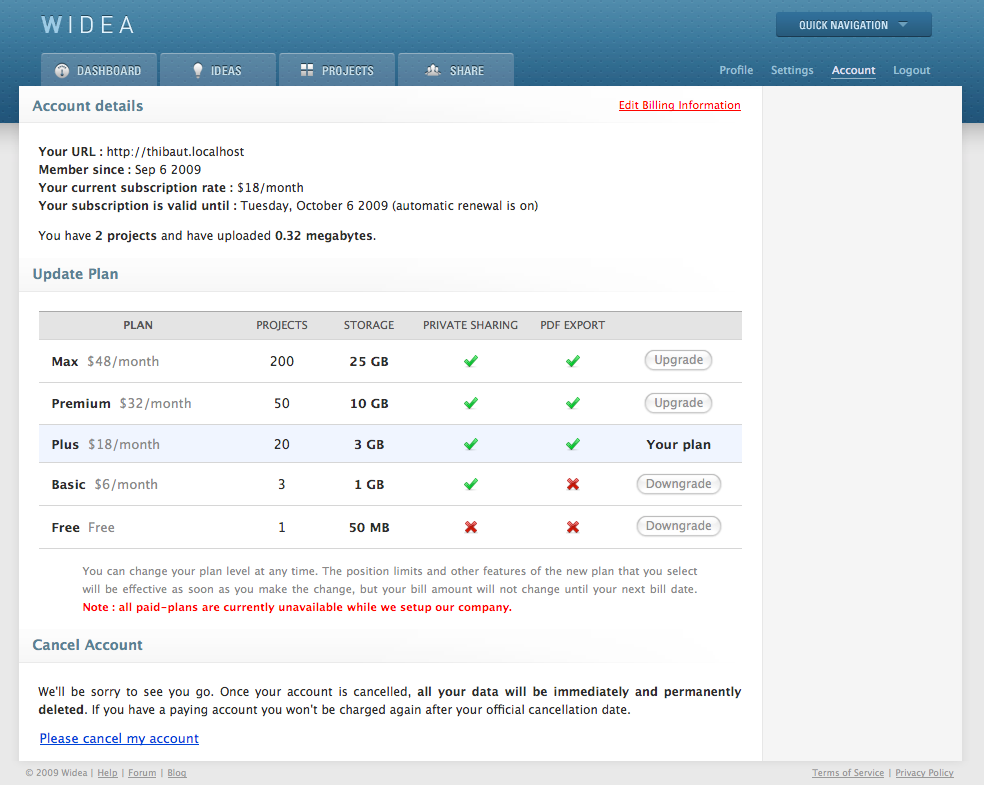 WIDEA
QUICK NAVIGATION
DASHBOARD IDEAS PROJECTS SHARE
Profile Settings Account Logout
Account details
Edit Billing Information
Your URL : http://thibaut.localhost
Member since : Sep 6 2009
Your current subscription rate : $18/month
Your subscription is valid until : Tuesday, October 6 2009 (automatic renewal is on)
You have 2 projects and have uploaded 0.32 megabytes.
Update Plan
PLAN PROJECTS STORAGE PRIVATE SHARING PDF EXPORT
Max $48/month 200 25 GB Upgrade
Premium $32/month 50 10 GB Upgrade
Plus $18/month 20 3 GB Your plan
Basic $6/month 3 1 GB Downgrade
Free Free 1 50 MB Downgrade
You can change your plan level at any time. The position limits and other features of the new plan that you select
will be effective as soon as you make the change, but your bill amount will not change until your next bill date.
Note : all paid-plans are currently unavailable while we setup our company.
Cancel Account
We'll be sorry to see you go. Once your account is cancelled, all your data will be immediately and permanently
deleted. If you have a paying account you won't be charged again after your official cancellation date.
Please cancel my account
© 2009 Widea | Help | Forum | Blog
Terms of Service | Privacy Policy